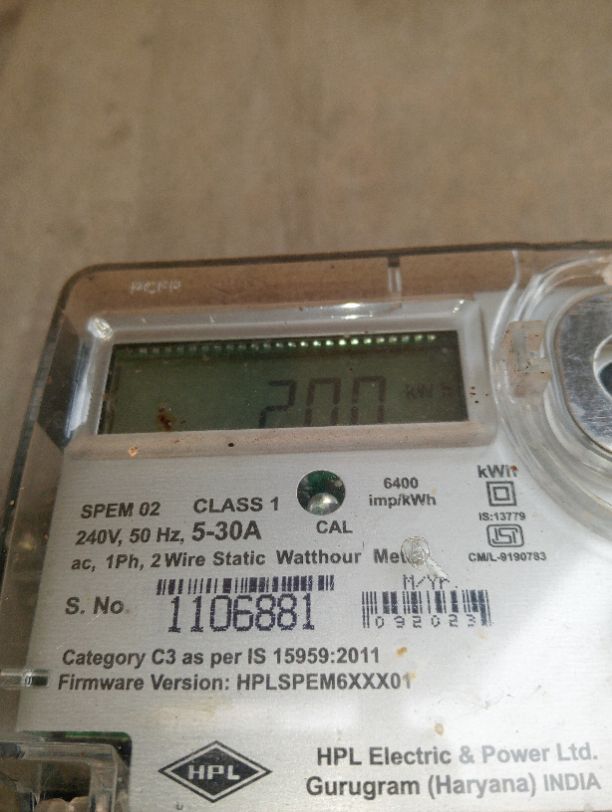 200 kWh
SPEM 02 CLASS 1
240V, 50 Hz, 5-30A
CAL
6400
imp/kWh
kWh
IS:13779
CM/L-9190783
ac, 1Ph, 2 Wire Static Watthour Meter
S. No. 1106881
M/Yr.
092023
Category C3 as per IS 15959:2011
Firmware Version: HPLSPEM6XXX01
HPL
HPL Electric & Power Ltd.
Gurugram (Haryana) INDIA